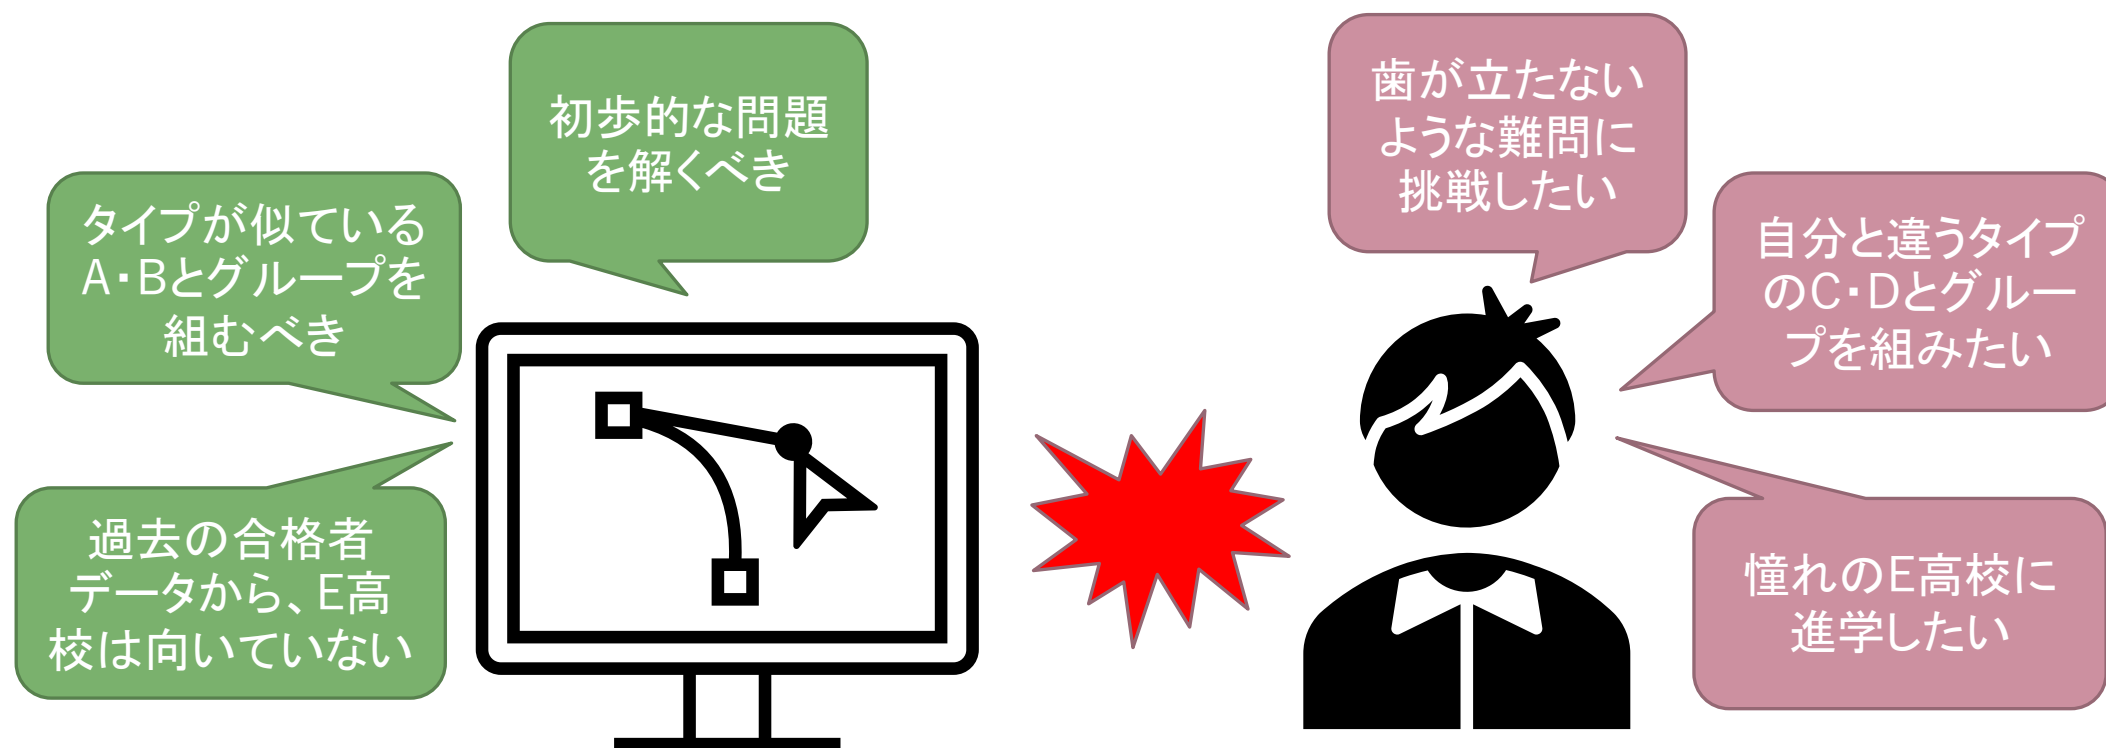 初歩的な問題
を解くべき
タイプが似ている
A・Bとグループを
組むべき
過去の合格者
データから、E高
校は向いていない
歯が立たない
ような難問に
挑戦したい
自分と違うタイプ
のC・Dとグルー
プを組みたい
憧れのE高校に
進学したい